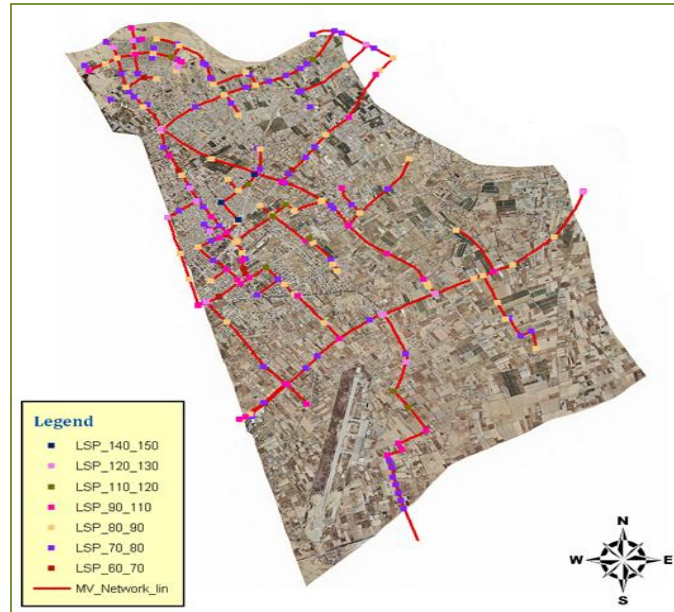 Legend
LSP_140_150
LSP_120_130
LSP_110_120
LSP_90_110
LSP_80_90
LSP_70_80
LSP_60_70
MV_Network_lin
N
W E
S